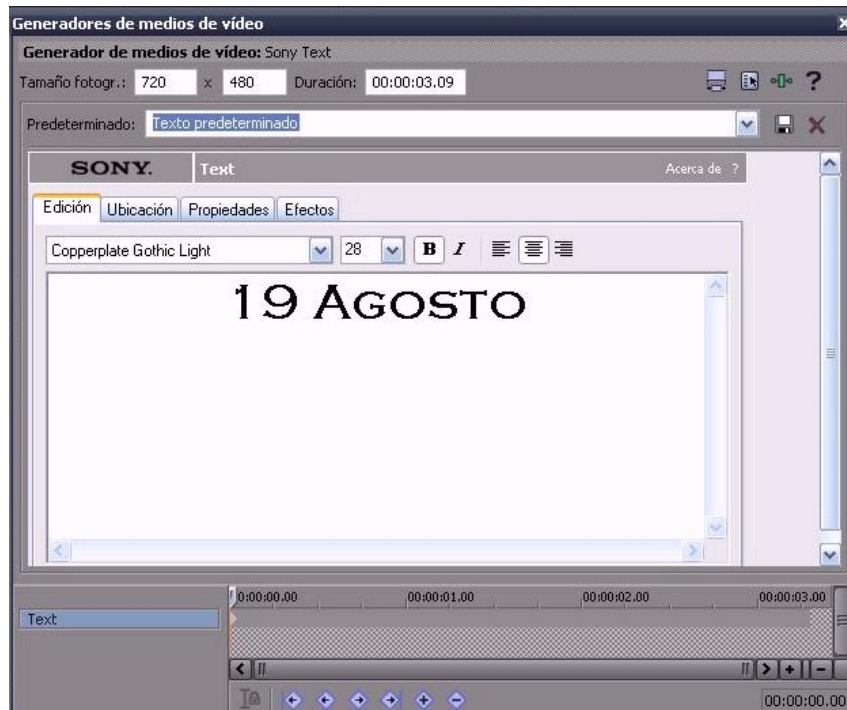 Generadores de medios de vídeo
Generador de medios de vídeo: Sony Text
Tamaño fotogr.: 720 x 480 Duración: 00:00:03.09 ?
Predeterminado: Texto predeterminado
SONY. Text Acerca de ?
Edición Ubicación Propiedades Efectos
Copperplate Gothic Light 28 B I
19 AGOSTO
0:00:00.00 00:00:01.00 00:00:02.00 00:00:03.00
Text
00:00:00.00